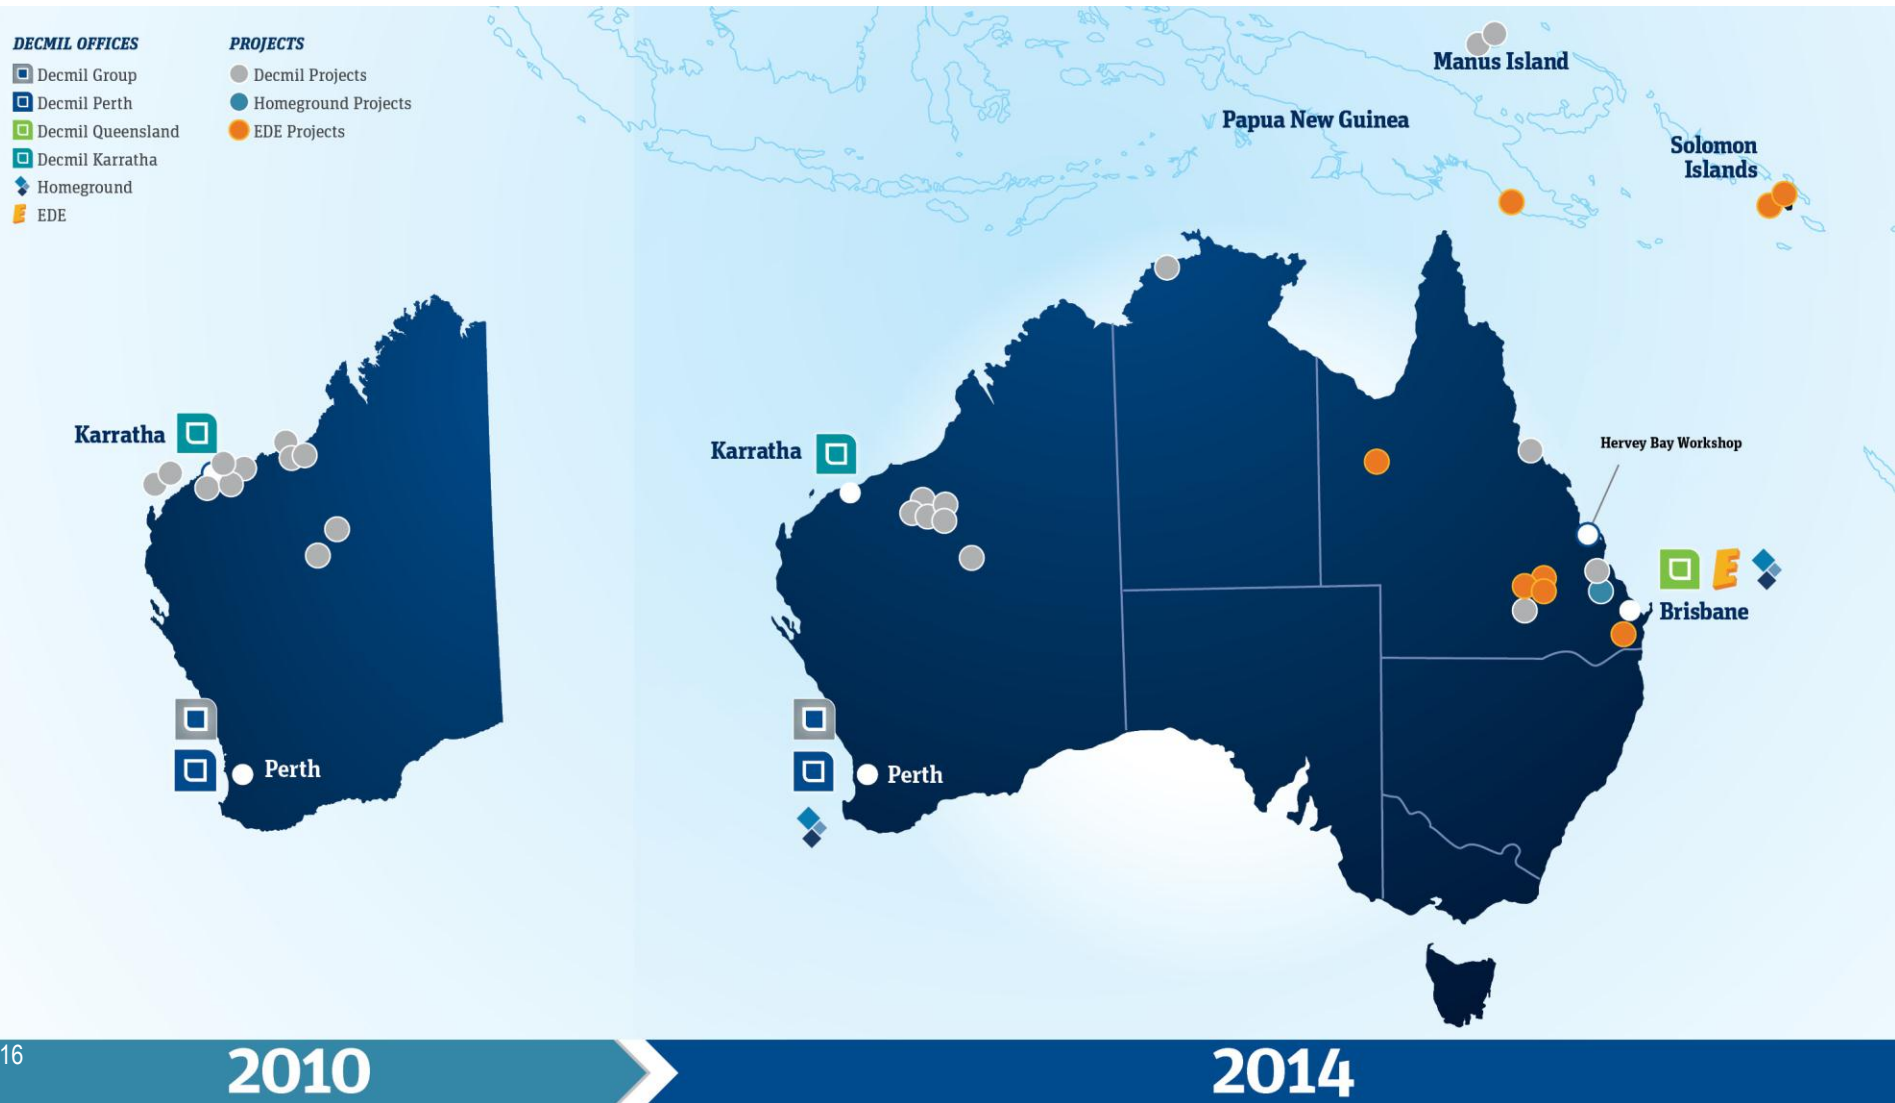 DECMIL OFFICES
Decmil Group
Decmil Perth
Decmil Queensland
Decmil Karratha
Homeground
EDE
PROJECTS
Decmil Projects
Homeground Projects
EDE Projects
Karratha
Perth
Manus Island
Papua New Guinea
Solomon
Islands
Karratha
Hervey Bay Workshop
E
Brisbane
Perth
16
2010
2014